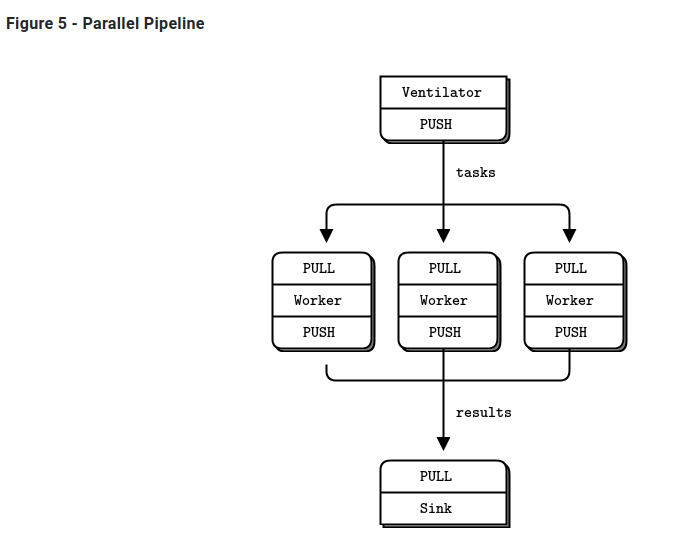 Figure 5 - Parallel Pipeline
Ventilator
PUSH
tasks
PULL PULL PULL
Worker Worker Worker
PUSH PUSH PUSH
results
PULL
Sink